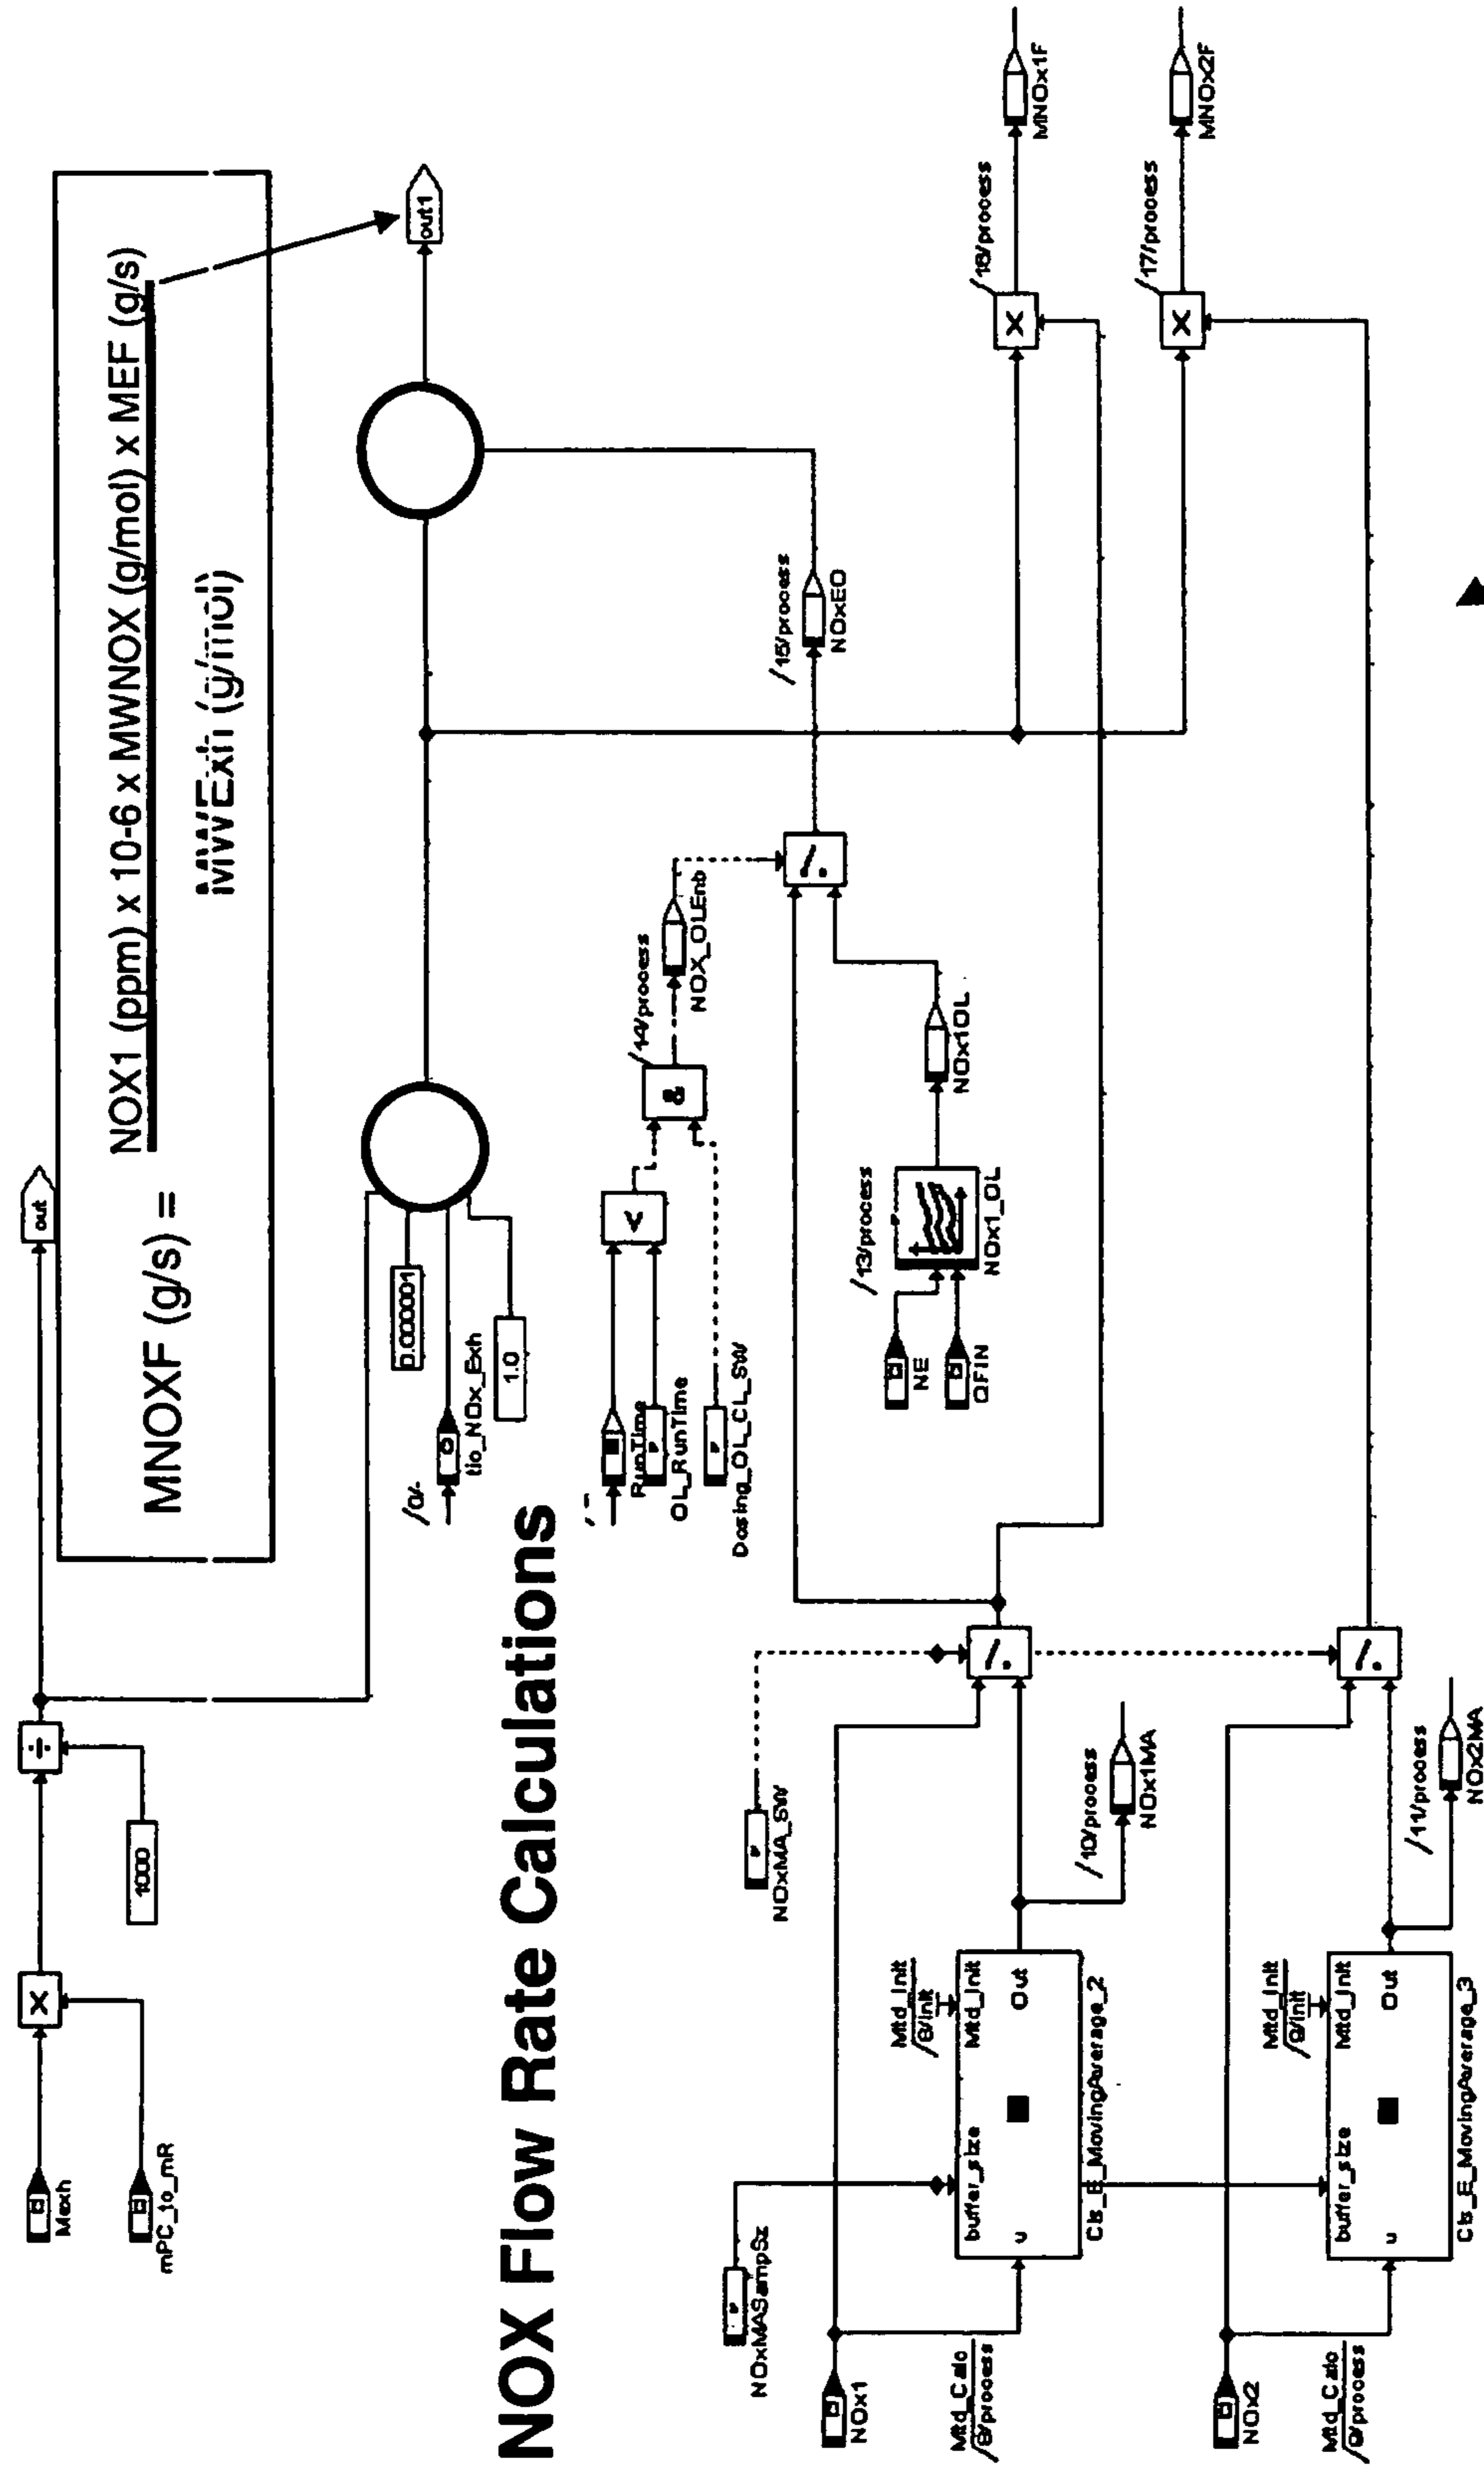 Mexh
mPC_to_mR
X
1000
÷
out
MNOXF (g/s) =
NOX1 (ppm) x 10-6 x MWNOX (g/mol) x MEF (g/s)
MWExh (g/mol)
0.000001
/0/-
tio_NOx_Exh
1.0
out1
NOX Flow Rate Calculations
RunTime
OL_RunTime
Dosing_OL_CL_SW
<
&
/14/process
NOX_OLEnb
/.
/15/process
NOxEO
NE
QFIN
/13/process
NOx1_OL
NOx1OL
NOxMASampSz
NOxMA_SW
NOx1
Mtd_Calc
/8/process
buffer_size
Mtd_Init
/8/init
Mtd_Init
Out
Cls_E_MovingAverage_2
/10/process
NOx1MA
/.
X
/16/process
MNOx1F
NOx2
Mtd_Calc
/9/process
buffer_size
Mtd_Init
/9/init
Mtd_Init
Out
Cls_E_MovingAverage_3
/11/process
NOx2MA
/.
X
/17/process
MNOx2F